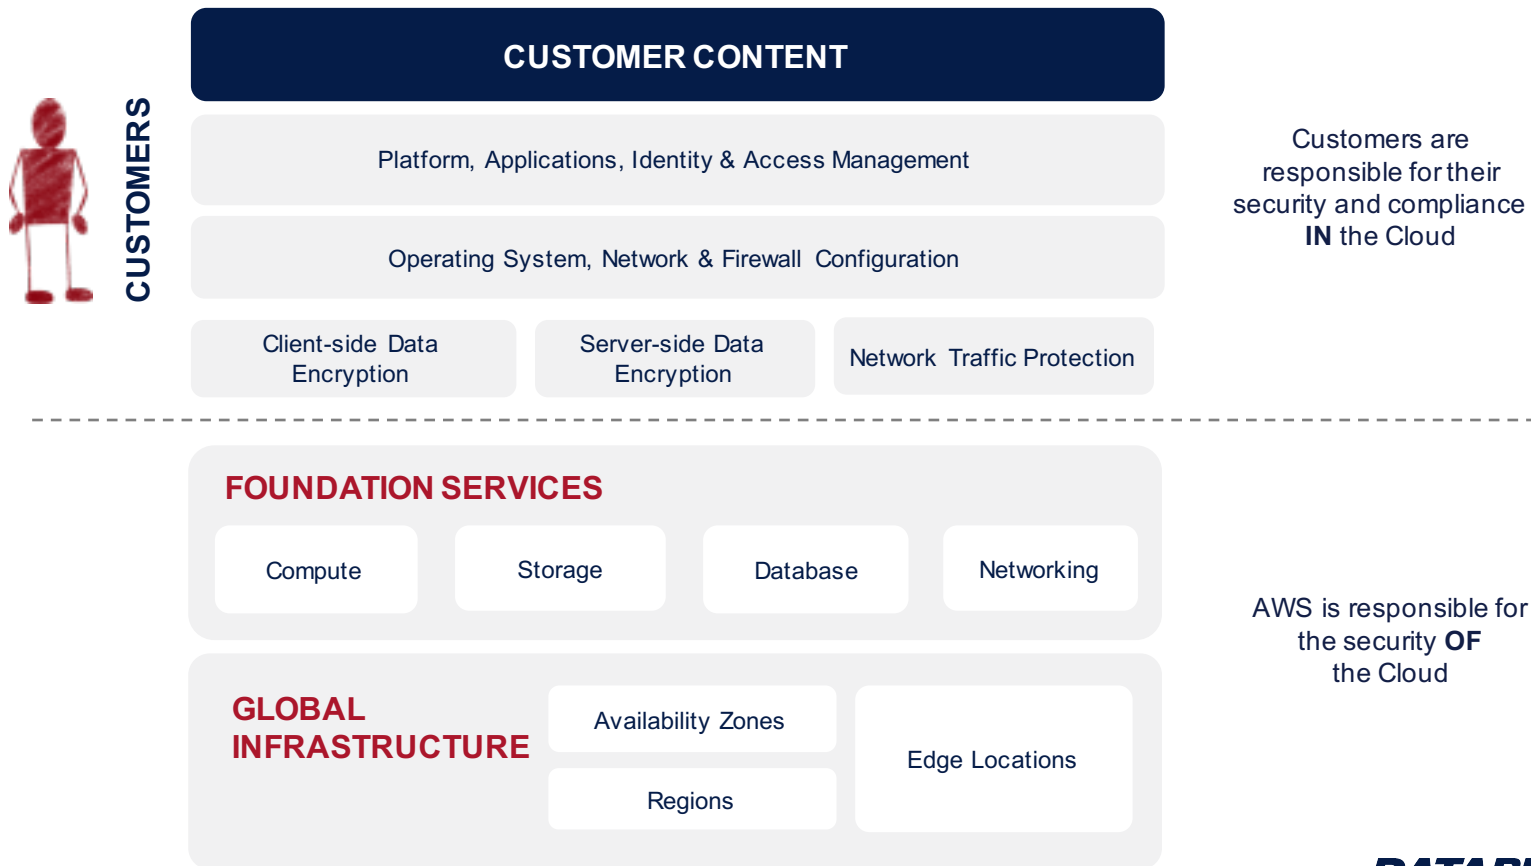 CUSTOMER CONTENT
CUSTOMERS
Platform, Applications, Identity & Access Management
Customers are
responsible for their
security and compliance
IN the Cloud
Operating System, Network & Firewall Configuration
Client-side Data
Encryption
Server-side Data
Encryption
Network Traffic Protection
FOUNDATION SERVICES
Compute
Storage
Database
Networking
AWS is responsible for
the security OF
the Cloud
GLOBAL
INFRASTRUCTURE
Availability Zones
Regions
Edge Locations